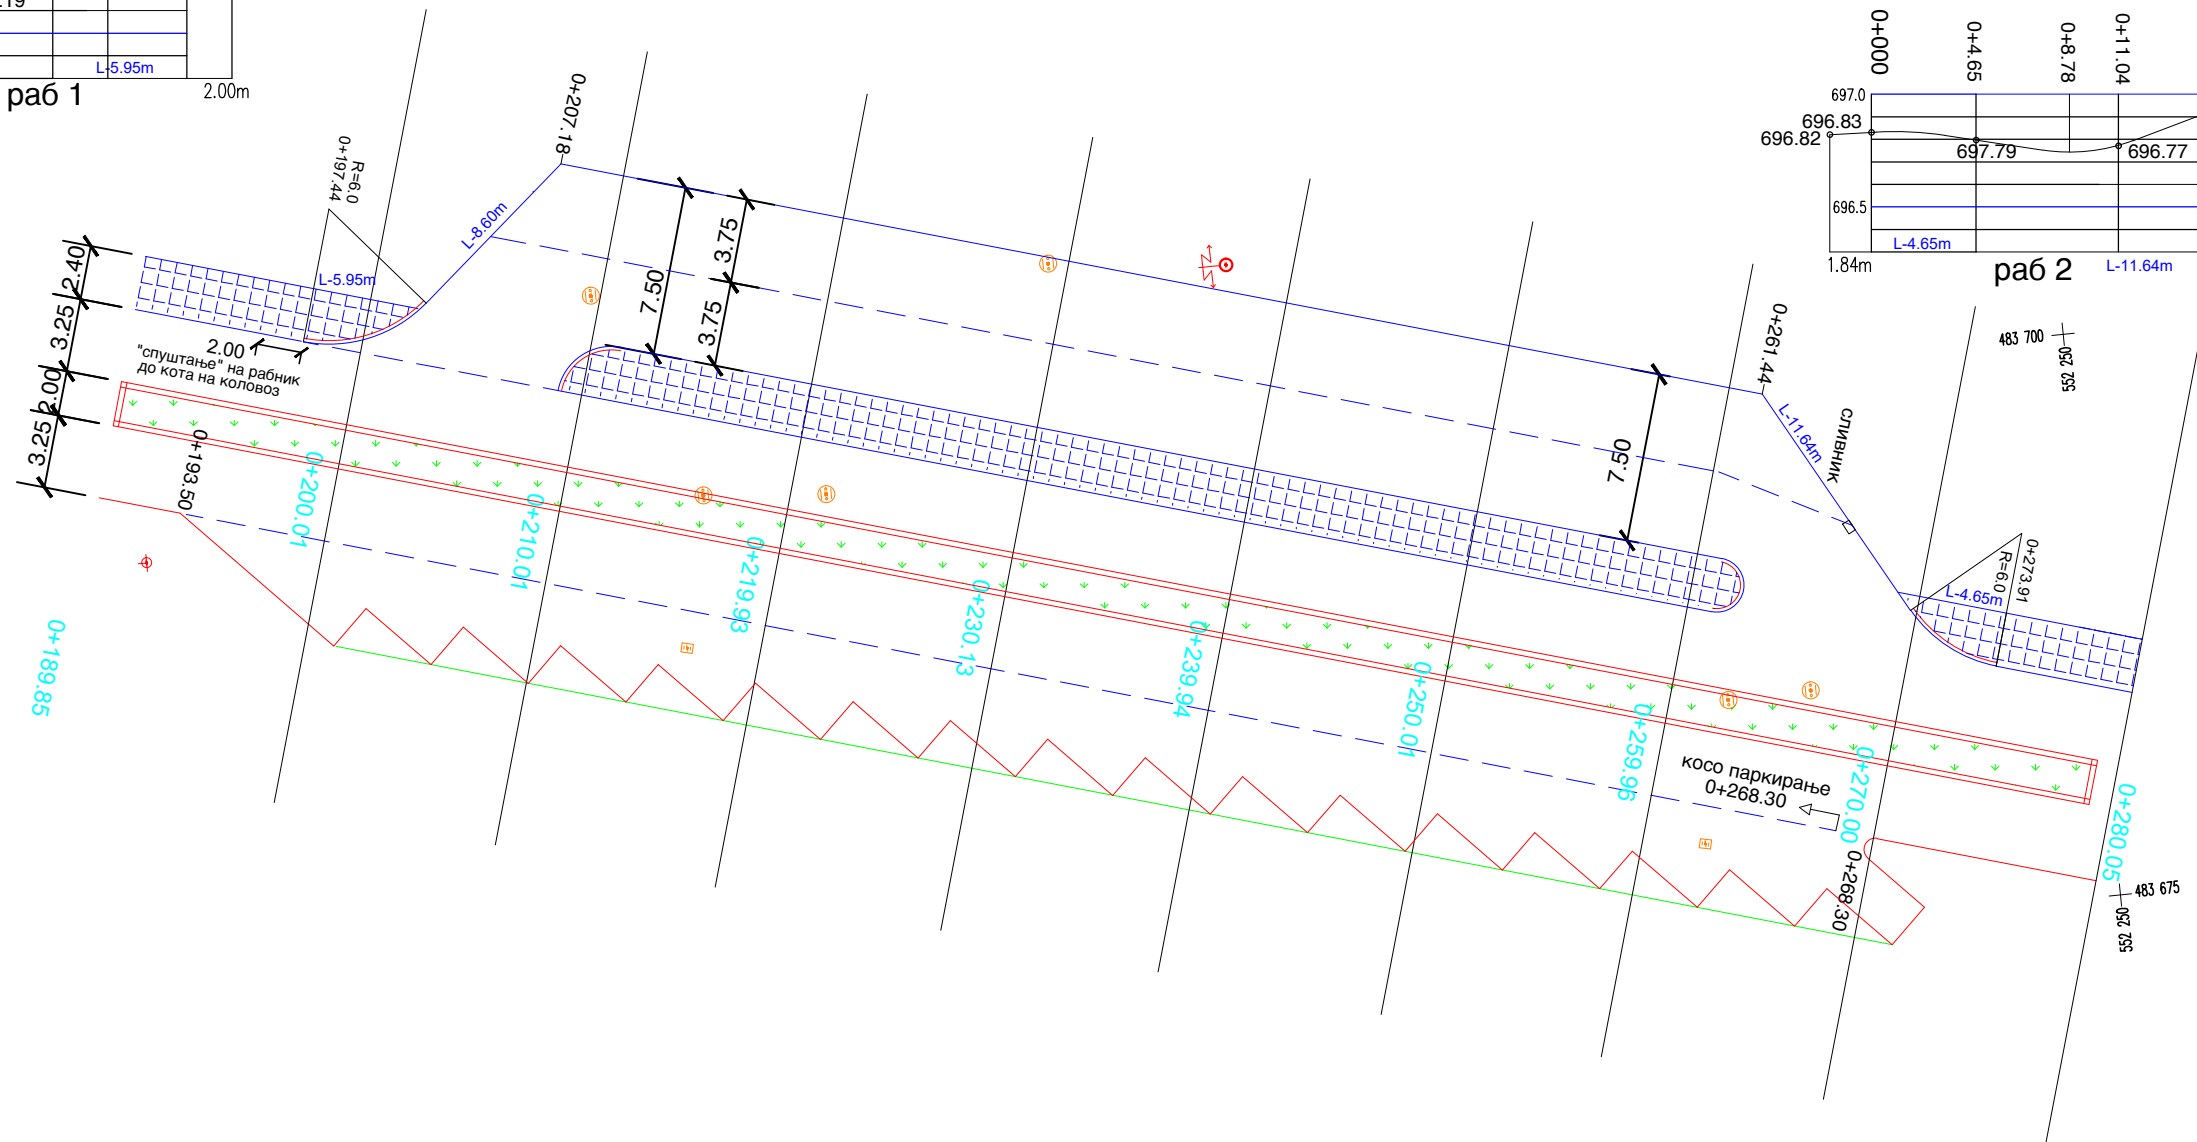 L-5.95m
раб 1
2.00m
0+207.18
R=6.0
0+197.44
L-8.60m
L-5.95m
2.40
3.25
2.00
3.25
2.00
"спуштање" на рабник
до кота на коловоз
0+193.50
7.50
3.75
3.75
7.50
0+261.44
L-11.64m
сливник
0+273.91
R=6.0
L-4.65m
0+000
0+4.65
0+8.78
0+11.04
697.0
696.83
696.82
697.79
696.77
696.5
L-4.65m
1.84m
раб 2
L-11.64m
483 700
552 250
0+189.85
0+200.01
0+210.01
0+219.93
0+230.13
0+239.94
0+250.01
0+259.96
0+270.00
0+280.05
косо паркирање
0+268.30
0+268.30
483 675
552 250